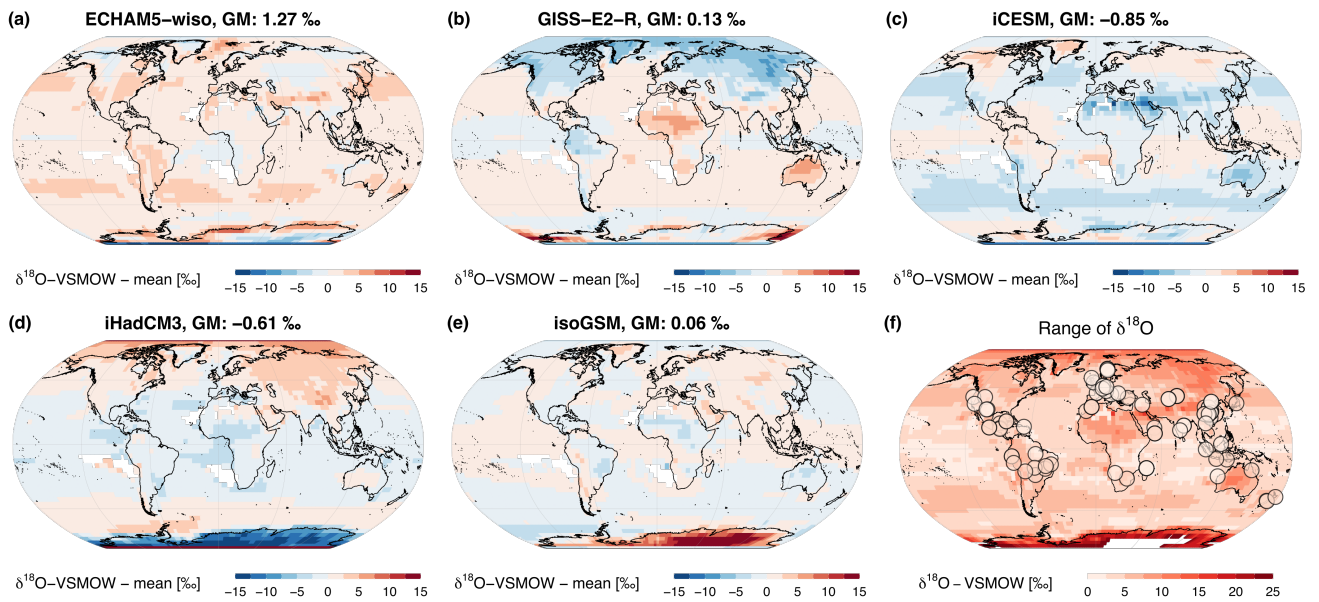 (a) ECHAM5−wiso, GM: 1.27 ‰
δ18O−VSMOW − mean [‰]
−15 −10 −5 0 5 10 15
(b) GISS−E2−R, GM: 0.13 ‰
δ18O−VSMOW − mean [‰]
−15 −10 −5 0 5 10 15
(c) iCESM, GM: −0.85 ‰
δ18O−VSMOW − mean [‰]
−15 −10 −5 0 5 10 15
(d) iHadCM3, GM: −0.61 ‰
δ18O−VSMOW − mean [‰]
−15 −10 −5 0 5 10 15
(e) isoGSM, GM: 0.06 ‰
δ18O−VSMOW − mean [‰]
−15 −10 −5 0 5 10 15
(f) Range of δ18O
δ18O − VSMOW [‰]
0 5 10 15 20 25